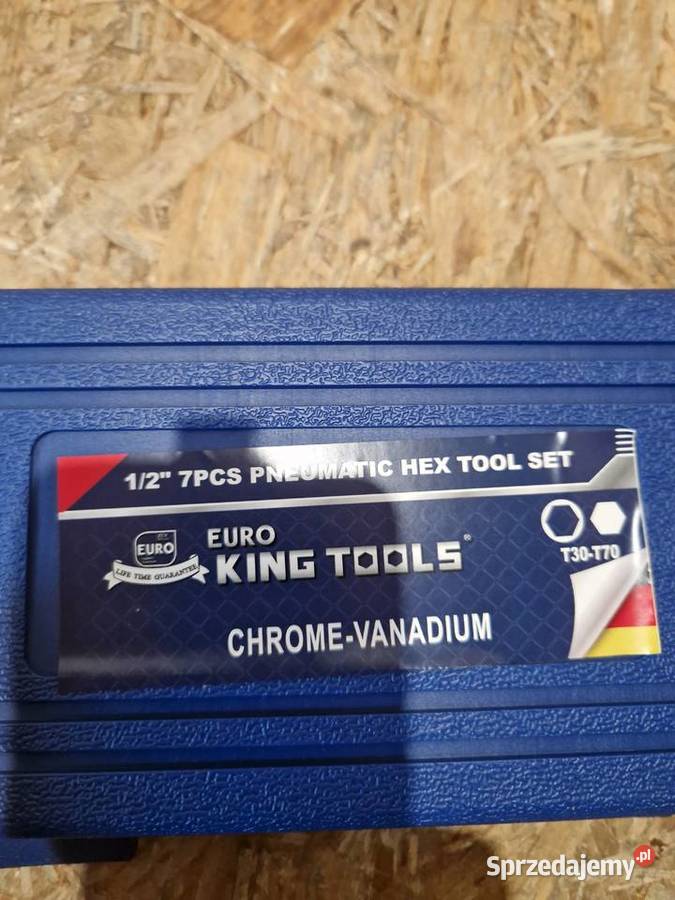 1/2" 7PCS PNEUMATIC HEX TOOL SET
EURO
LIFE TIME GUARANTEE
EURO
KING TOOLS®
T30-T70
CHROME-VANADIUM
Sprzedajemy.pl